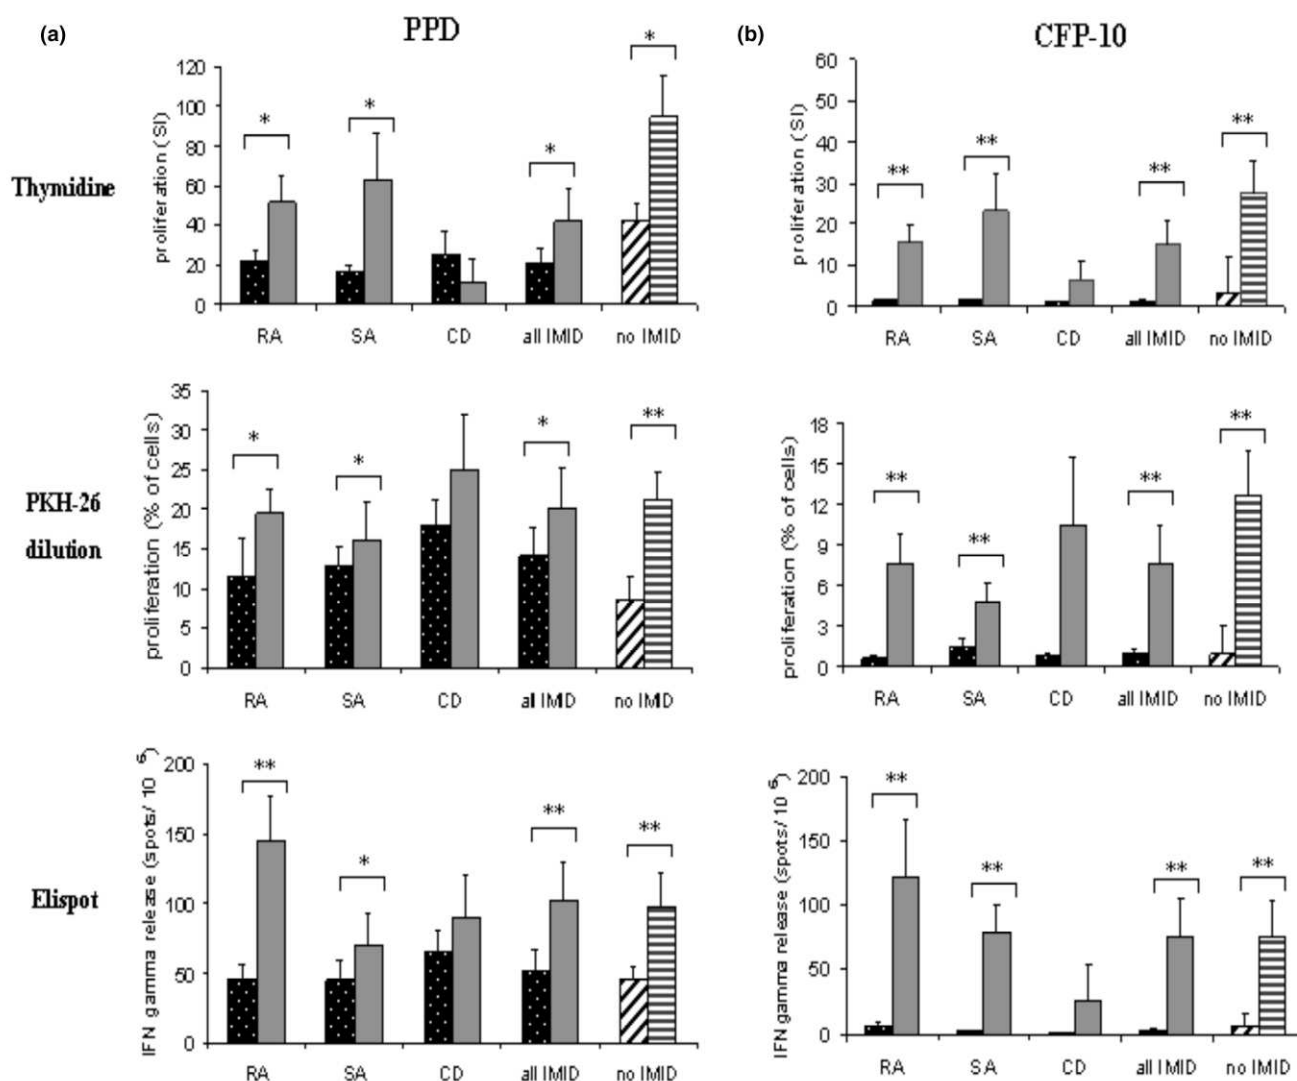 (a)
PPD
(b)
CFP-10
Thymidine
proliferation (SI)
120
100
80
60
40
20
0
*
*
*
*
RA
SA
CD
all IMID
no IMID
proliferation (SI)
60
50
40
30
20
10
0
**
**
**
**
RA
SA
CD
all IMID
no IMID
PKH-26
dilution
proliferation (% of cells)
35
30
25
20
15
10
5
0
*
*
*
**
RA
SA
CD
all IMID
no IMID
proliferation (% of cells)
18
15
12
9
6
3
0
**
**
**
**
RA
SA
CD
all IMID
no IMID
Elispot
IFN gamma release (spots/ 10 6)
200
150
100
50
0
**
*
**
**
RA
SA
CD
all IMID
no IMID
IFN gamma release (spots/ 10 6)
200
150
100
50
0
**
**
**
**
RA
SA
CD
all IMID
no IMID